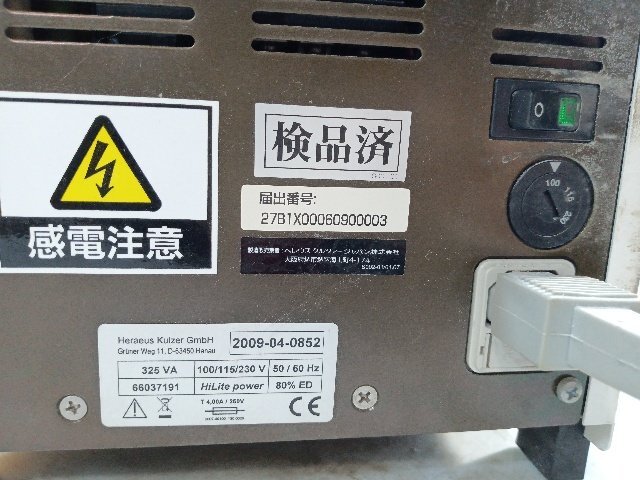 感電注意
検品済
届出番号:
27B1X00060900003
100
115
230
Heraeus Kulzer GmbH
Grüner Weg 11, D-63450 Hanau
2009-04-0852
325 VA
100/115/230 V
50 / 60 Hz
66037191
HiLite power
80% ED
T 4,00A / 250V
CE